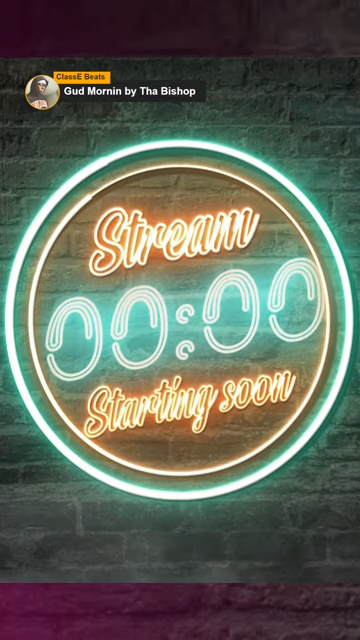 ClassE Beats
Gud Mornin by Tha Bishop
Stream
00:00
Starting soon